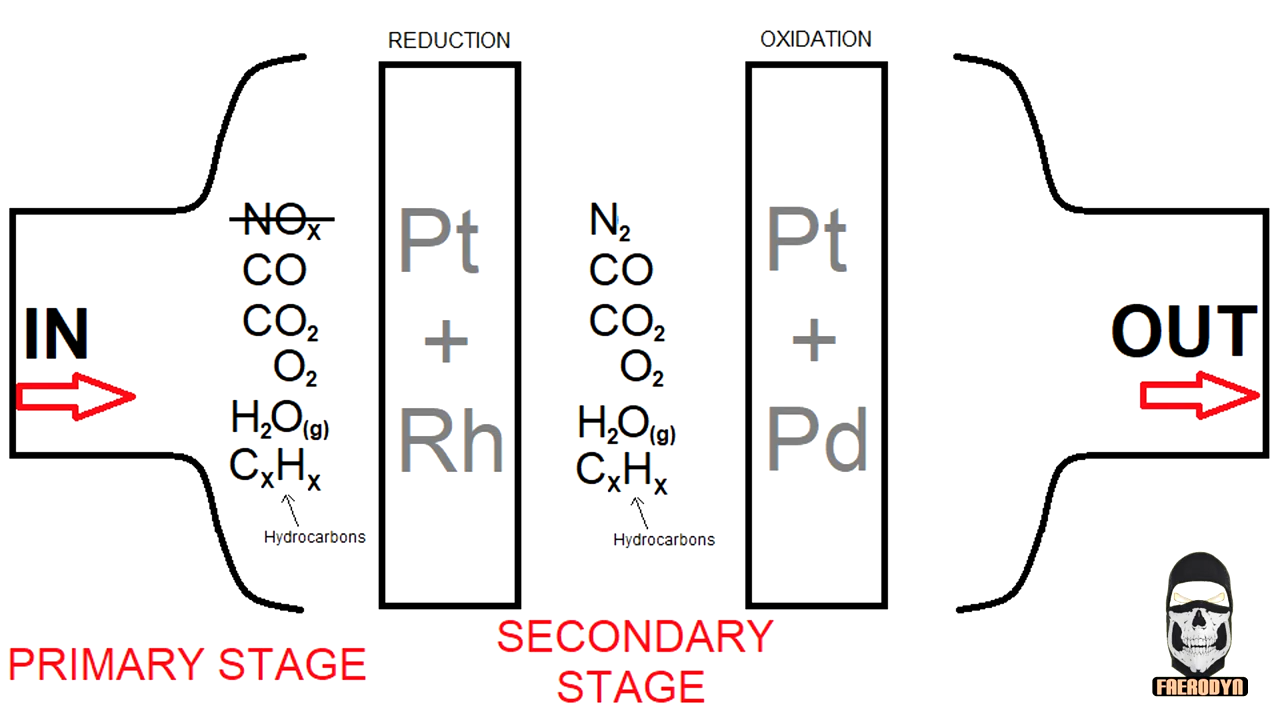 REDUCTION
OXIDATION
IN
NOx
CO
CO2
O2
H2O(g)
CxHx
Hydrocarbons
Pt
+
Rh
N2
CO
CO2
O2
H2O(g)
CxHx
Hydrocarbons
Pt
+
Pd
OUT
PRIMARY STAGE
SECONDARY
STAGE
FAERODYN